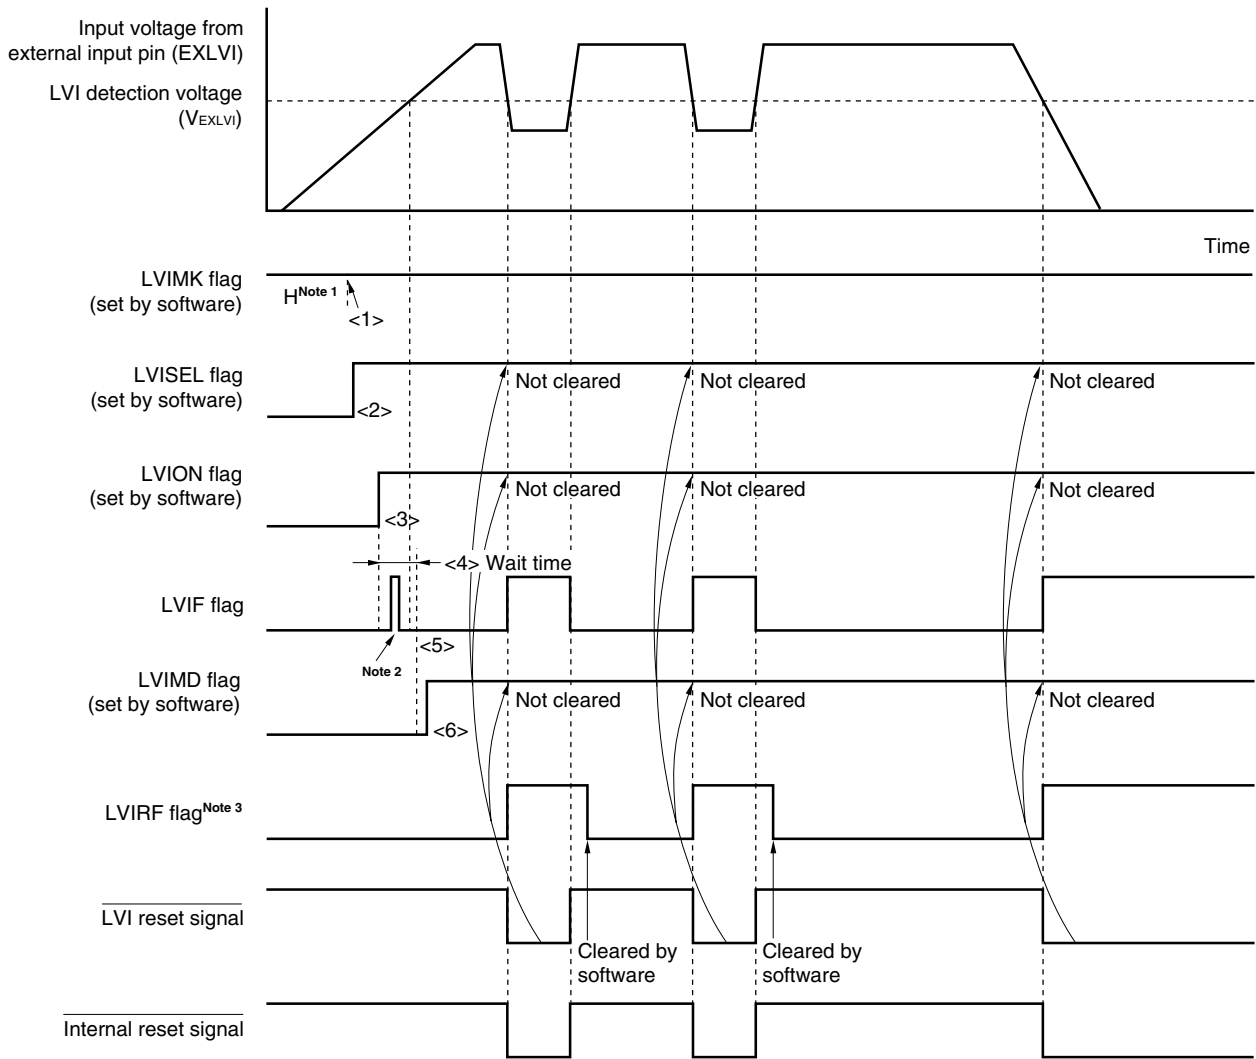 Input voltage from
external input pin (EXLVI)
LVI detection voltage
(VEXLVI)
Time
LVIMK flag
(set by software)
HNote 1
<1>
LVISEL flag
(set by software)
<2>
Not cleared
Not cleared
Not cleared
LVION flag
(set by software)
<3>
Not cleared
Not cleared
Not cleared
<4> Wait time
LVIF flag
Note 2
<5>
LVIMD flag
(set by software)
<6>
Not cleared
Not cleared
Not cleared
LVIRF flagNote 3
LVI reset signal
Cleared by
software
Cleared by
software
Internal reset signal